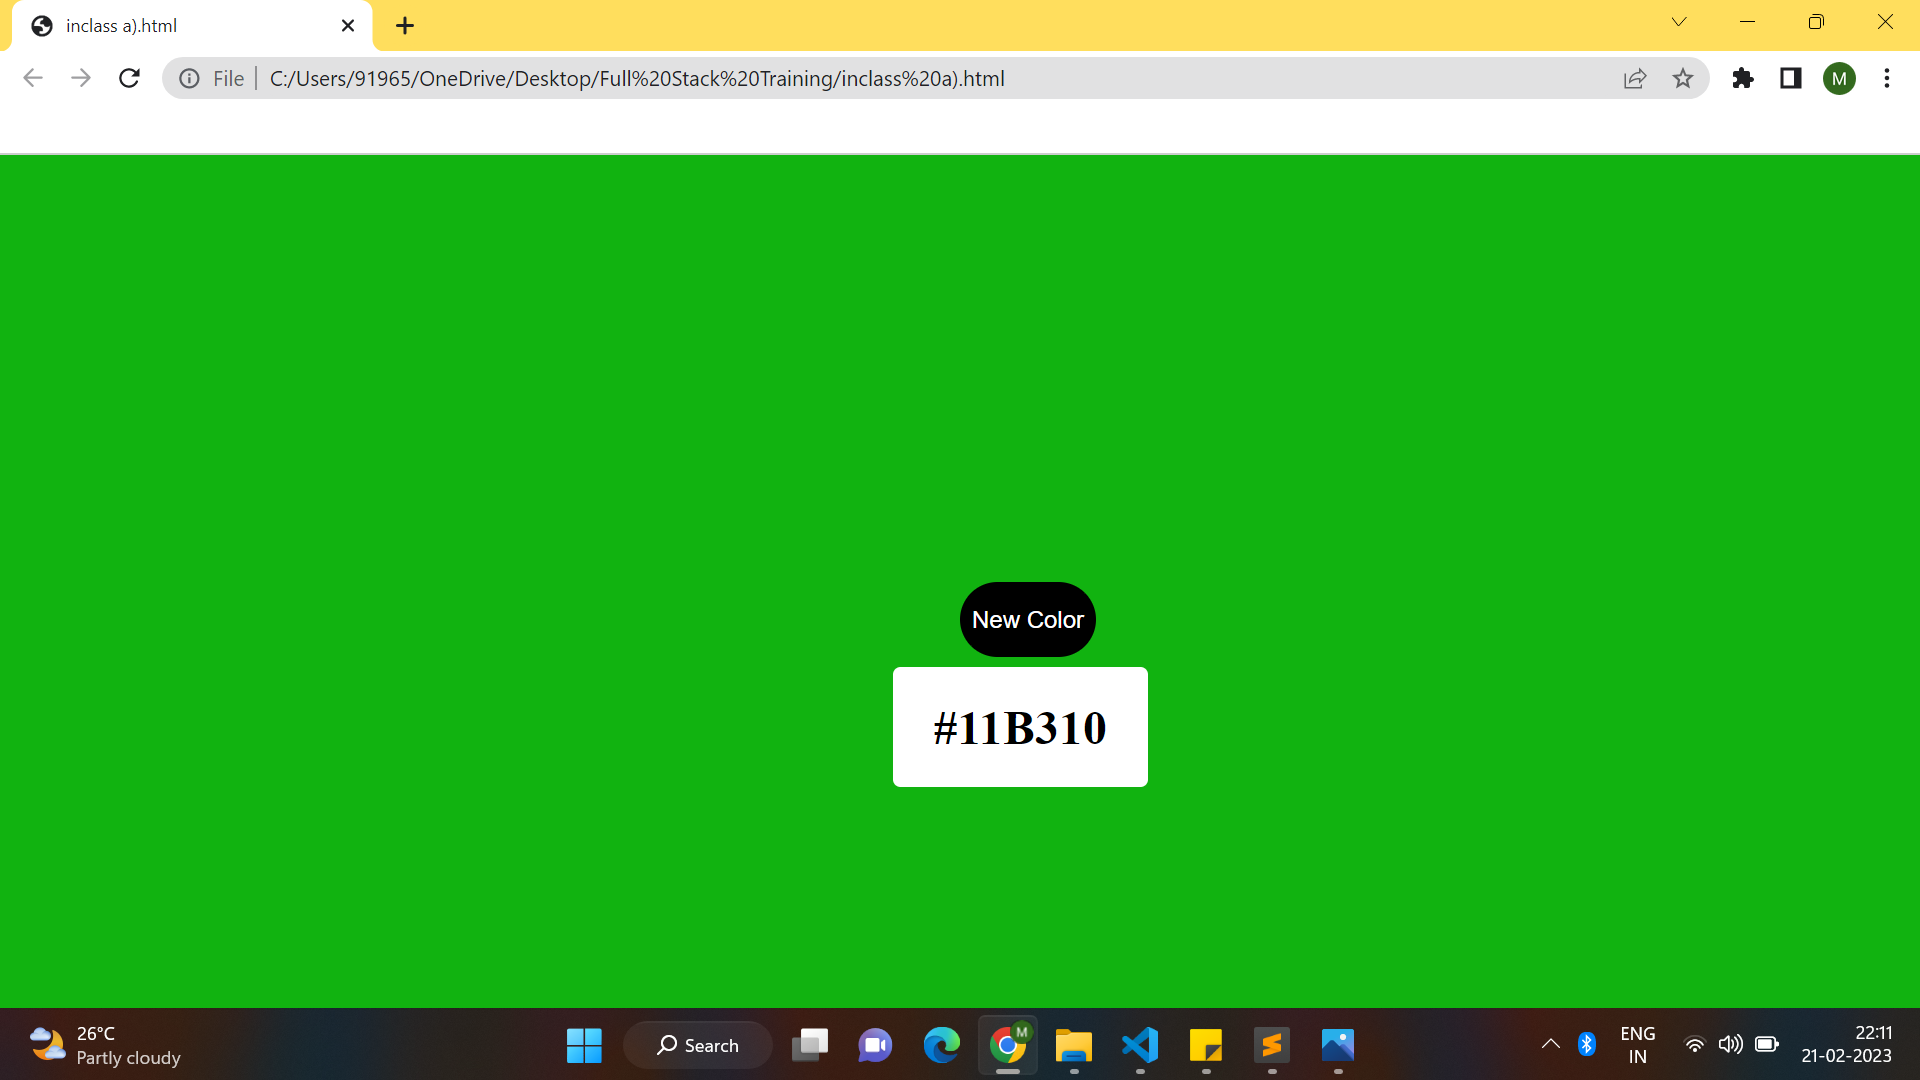 inclass a).html
File
C:/Users/91965/OneDrive/Desktop/Full%20Stack%20Training/inclass%20a).html
M
New Color
#11B310
26°C
Partly cloudy
Search
M
ENG
IN
22:11
21-02-2023